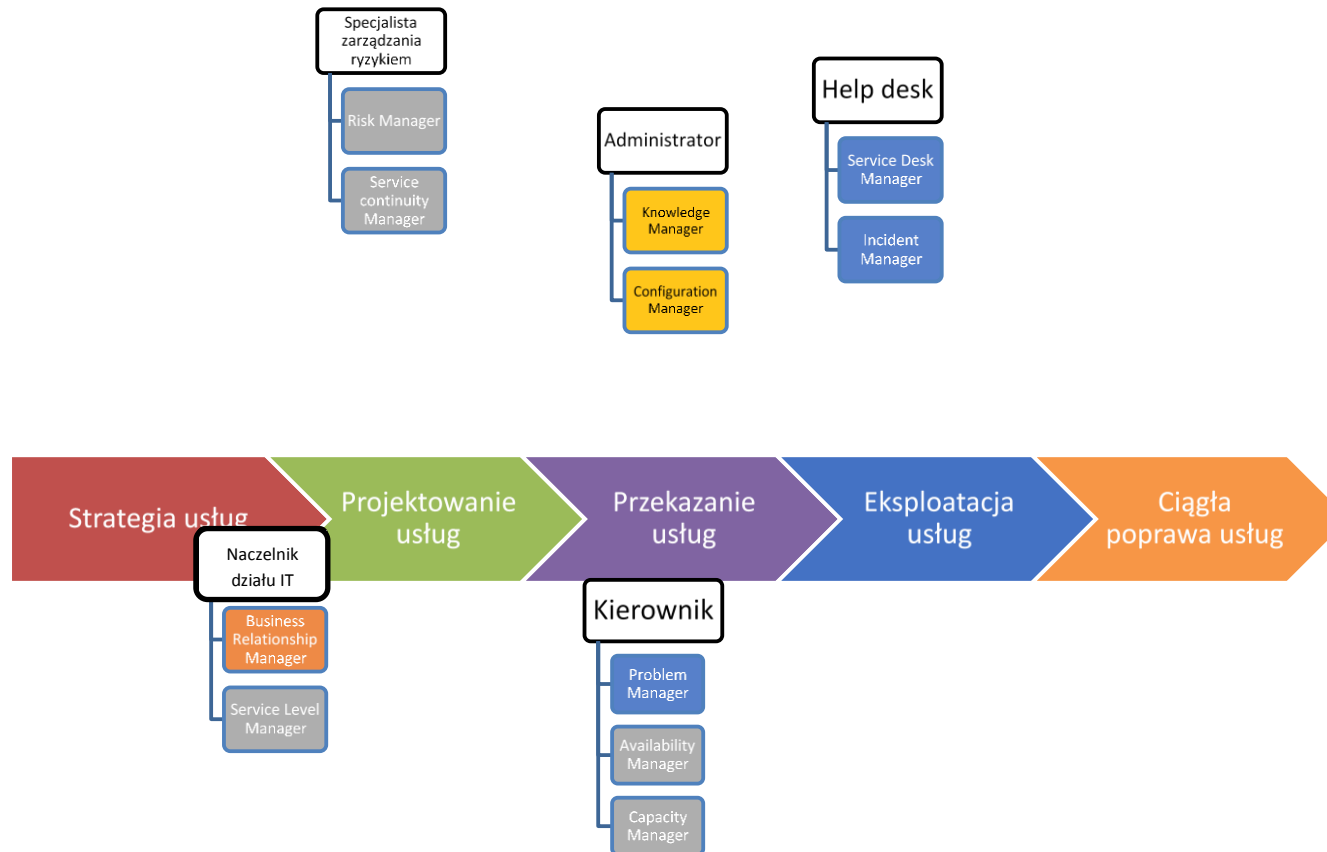 Specjalista
zarządzania
ryzykiem
Risk Manager
Service
continuity
Manager
Administrator
Knowledge
Manager
Configuration
Manager
Help desk
Service Desk
Manager
Incident
Manager
Strategia usług
Projektowanie
usług
Przekazanie
usług
Eksploatacja
usług
Ciągła
poprawa usług
Naczelnik
działu IT
Business
Relationship
Manager
Service Level
Manager
Kierownik
Problem
Manager
Availability
Manager
Capacity
Manager